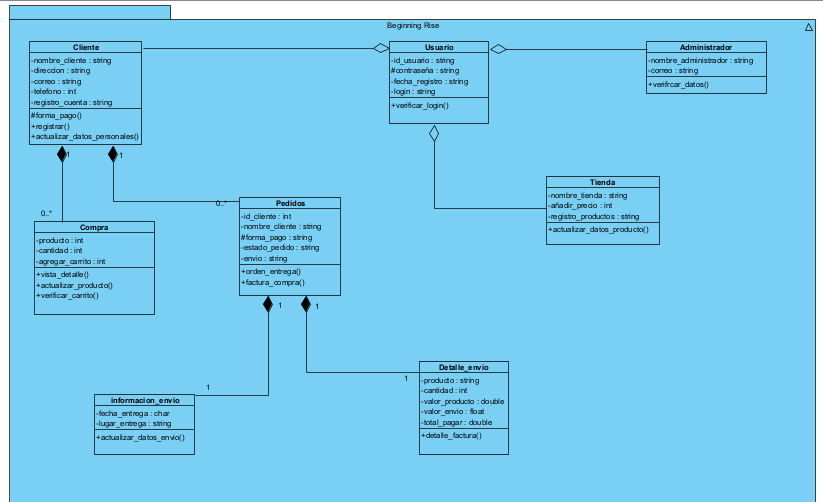 Beginning Rise
Cliente
-nombre_cliente : string
-direccion : string
-correo : string
-telefono : int
-registro_cuenta : string
#forma_pago()
+registrar()
+actualizar_datos_personales()
Usuario
-id_usuario : string
#contraseña : string
-fecha_registro : string
-login : string
+verificar_login()
Administrador
-nombre_administrador : string
-correo : string
+verifrcar_datos()
1
1
0..*
0..*
Tienda
-nombre_tienda : string
-añadir_precio : int
-registro_productos : string
+actualizar_datos_producto()
Compra
-producto : int
-cantidad : int
-agregar_carrito : int
+vista_detalle()
+actualizar_producto()
+verificar_carrito()
Pedidos
-id_cliente : int
-nombre_cliente : string
#forma_pago : string
-estado_pedido : string
-envio : string
+orden_entrega()
+factura_compra()
1
1
1
1
informacion_envio
-fecha_entrega : char
-lugar_entrega : string
+actualizar_datos_envio()
Detalle_envio
-producto : string
-cantidad : int
-valor_producto : double
-valor_envio : float
-total_pagar : double
+detalle_factura()